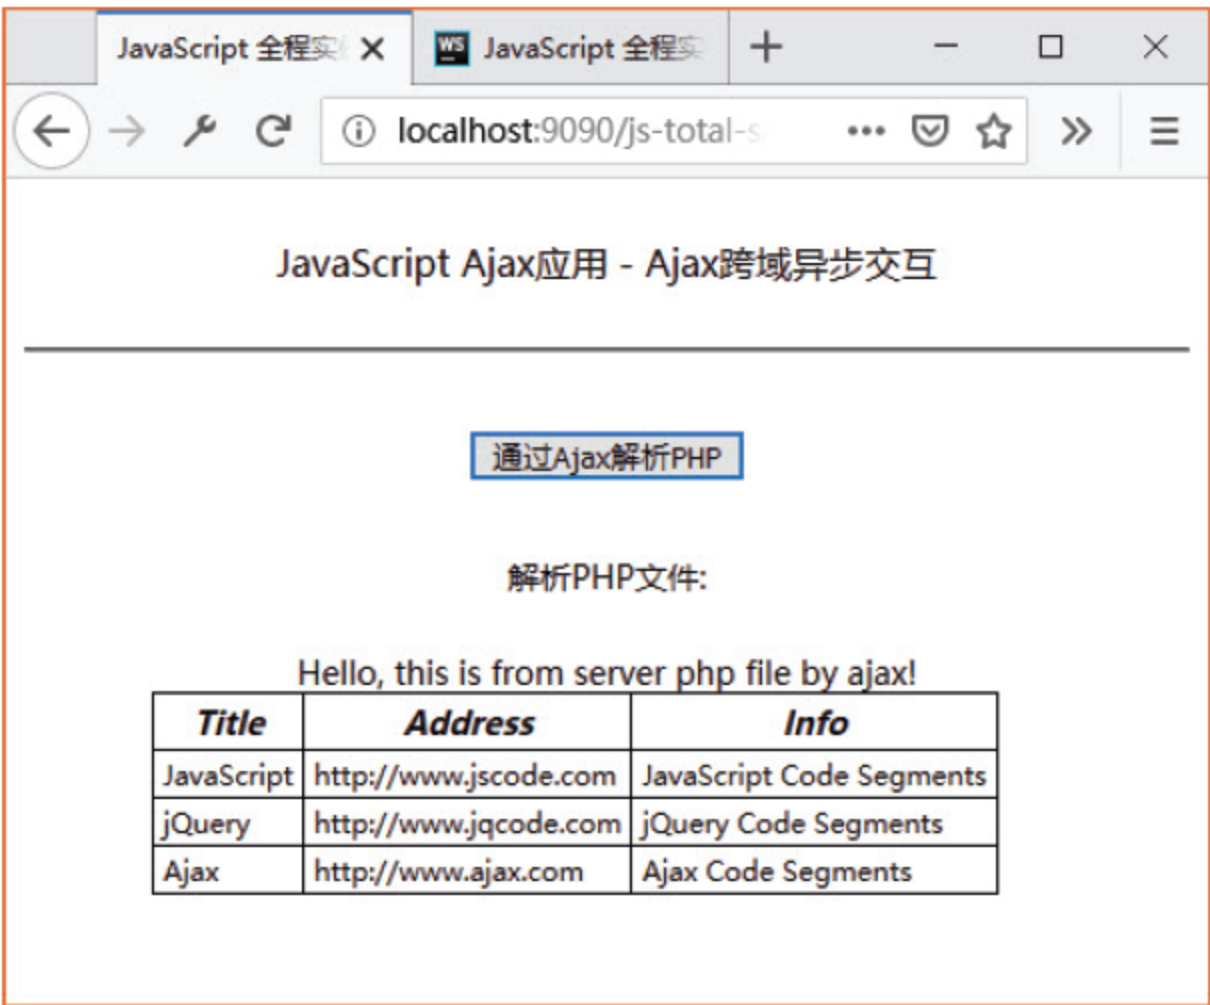 JavaScript 全程实
WS JavaScript 全程实
localhost:9090/js-total-s
JavaScript Ajax应用 - Ajax跨域异步交互
通过Ajax解析PHP
解析PHP文件:
Hello, this is from server php file by ajax!
Title Address Info
JavaScript http://www.jscode.com JavaScript Code Segments
jQuery http://www.jqcode.com jQuery Code Segments
Ajax http://www.ajax.com Ajax Code Segments